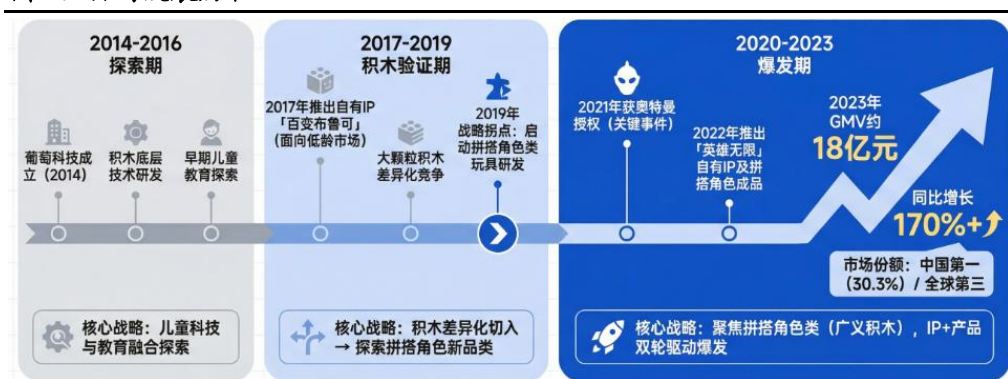 2014-2016
探索期
葡萄科技成
立（2014）
积木底层
技术研发
早期儿童
教育探索
核心战略：儿童科技
与教育融合探索
2017-2019
积木验证期
2017年推出自有IP
「百变布鲁可」
（面向低龄市场）
大颗粒积木
差异化竞争
2019年
战略拐点：启
动拼搭角色类
玩具研发
核心战略：积木差异化切入
→ 探索拼搭角色新品类
2020-2023
爆发期
2021年获奥特曼
授权（关键事件）
2022年推出
「英雄无限」
自有IP及拼
搭角色成品
2023年
GMV约
18亿元
同比增长
170%+
市场份额：中国第一
（30.3%）/ 全球第三
核心战略：聚焦拼搭角色类（广义积木），IP+产品
双轮驱动爆发